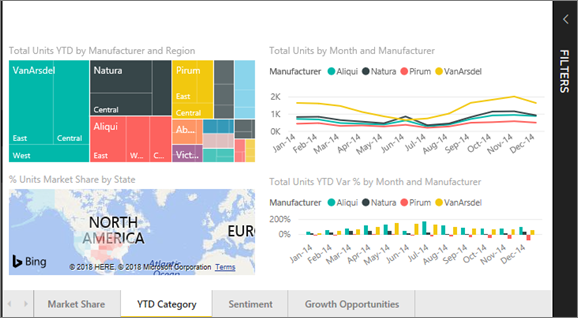 Total Units YTD by Manufacturer and Region
VanArsdel
East
Central
West
Natura
Central
Aliqui
East
W...
C...
Pirum
East
Central
Ab...
Vict...
Total Units by Month and Manufacturer
Manufacturer Aliqui Natura Pirum VanArsdel
2K
1K
0K
Jan-14 Feb-14 Mar-14 Apr-14 May-14 Jun-14 Jul-14 Aug-14 Sep-14 Oct-14 Nov-14 Dec-14
% Units Market Share by State
NORTH
AMERICA
EUR
Bing
Atlantic
© 2018 HERE, © 2018 Microsoft Corporation Terms
Total Units YTD Var % by Month and Manufacturer
Manufacturer Aliqui Natura Pirum VanArsdel
200%
0%
Jan-14 Feb-14 Mar-14 Apr-14 May-14 Jun-14 Jul-14 Aug-14 Sep-14 Oct-14 Nov-14 Dec-14
FILTERS
Market Share YTD Category Sentiment Growth Opportunities